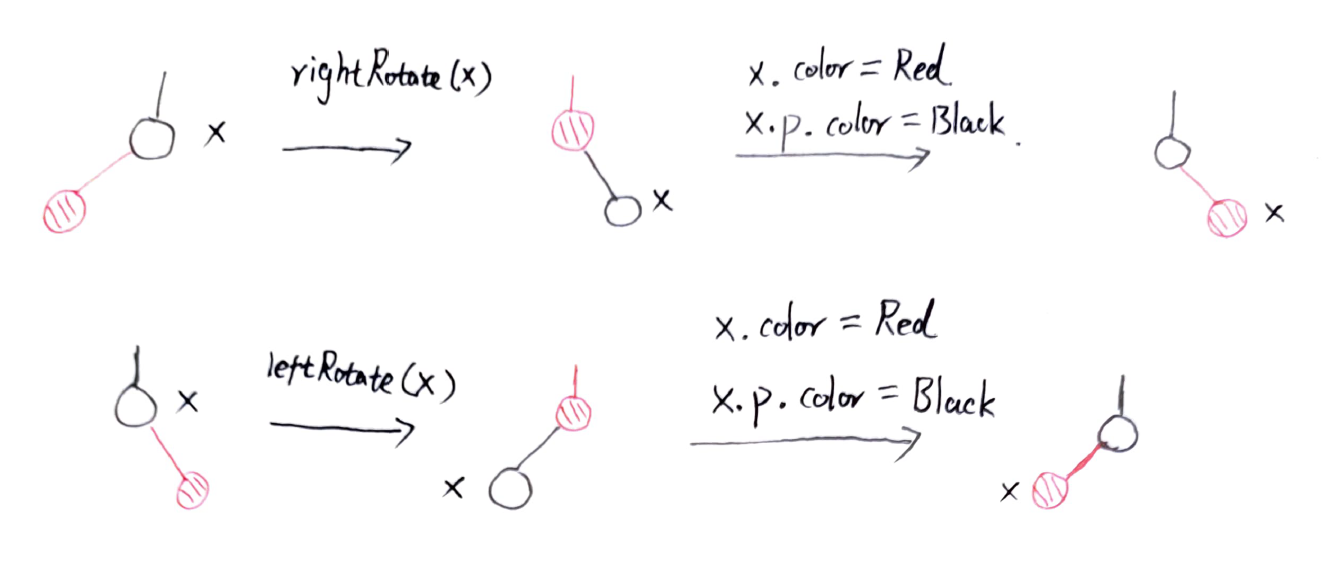 rightRotate(x)
x. color = Red
x.p. color = Black.
x
x
x
leftRotate(x)
x. color = Red
x.p. color = Black
x
x
x